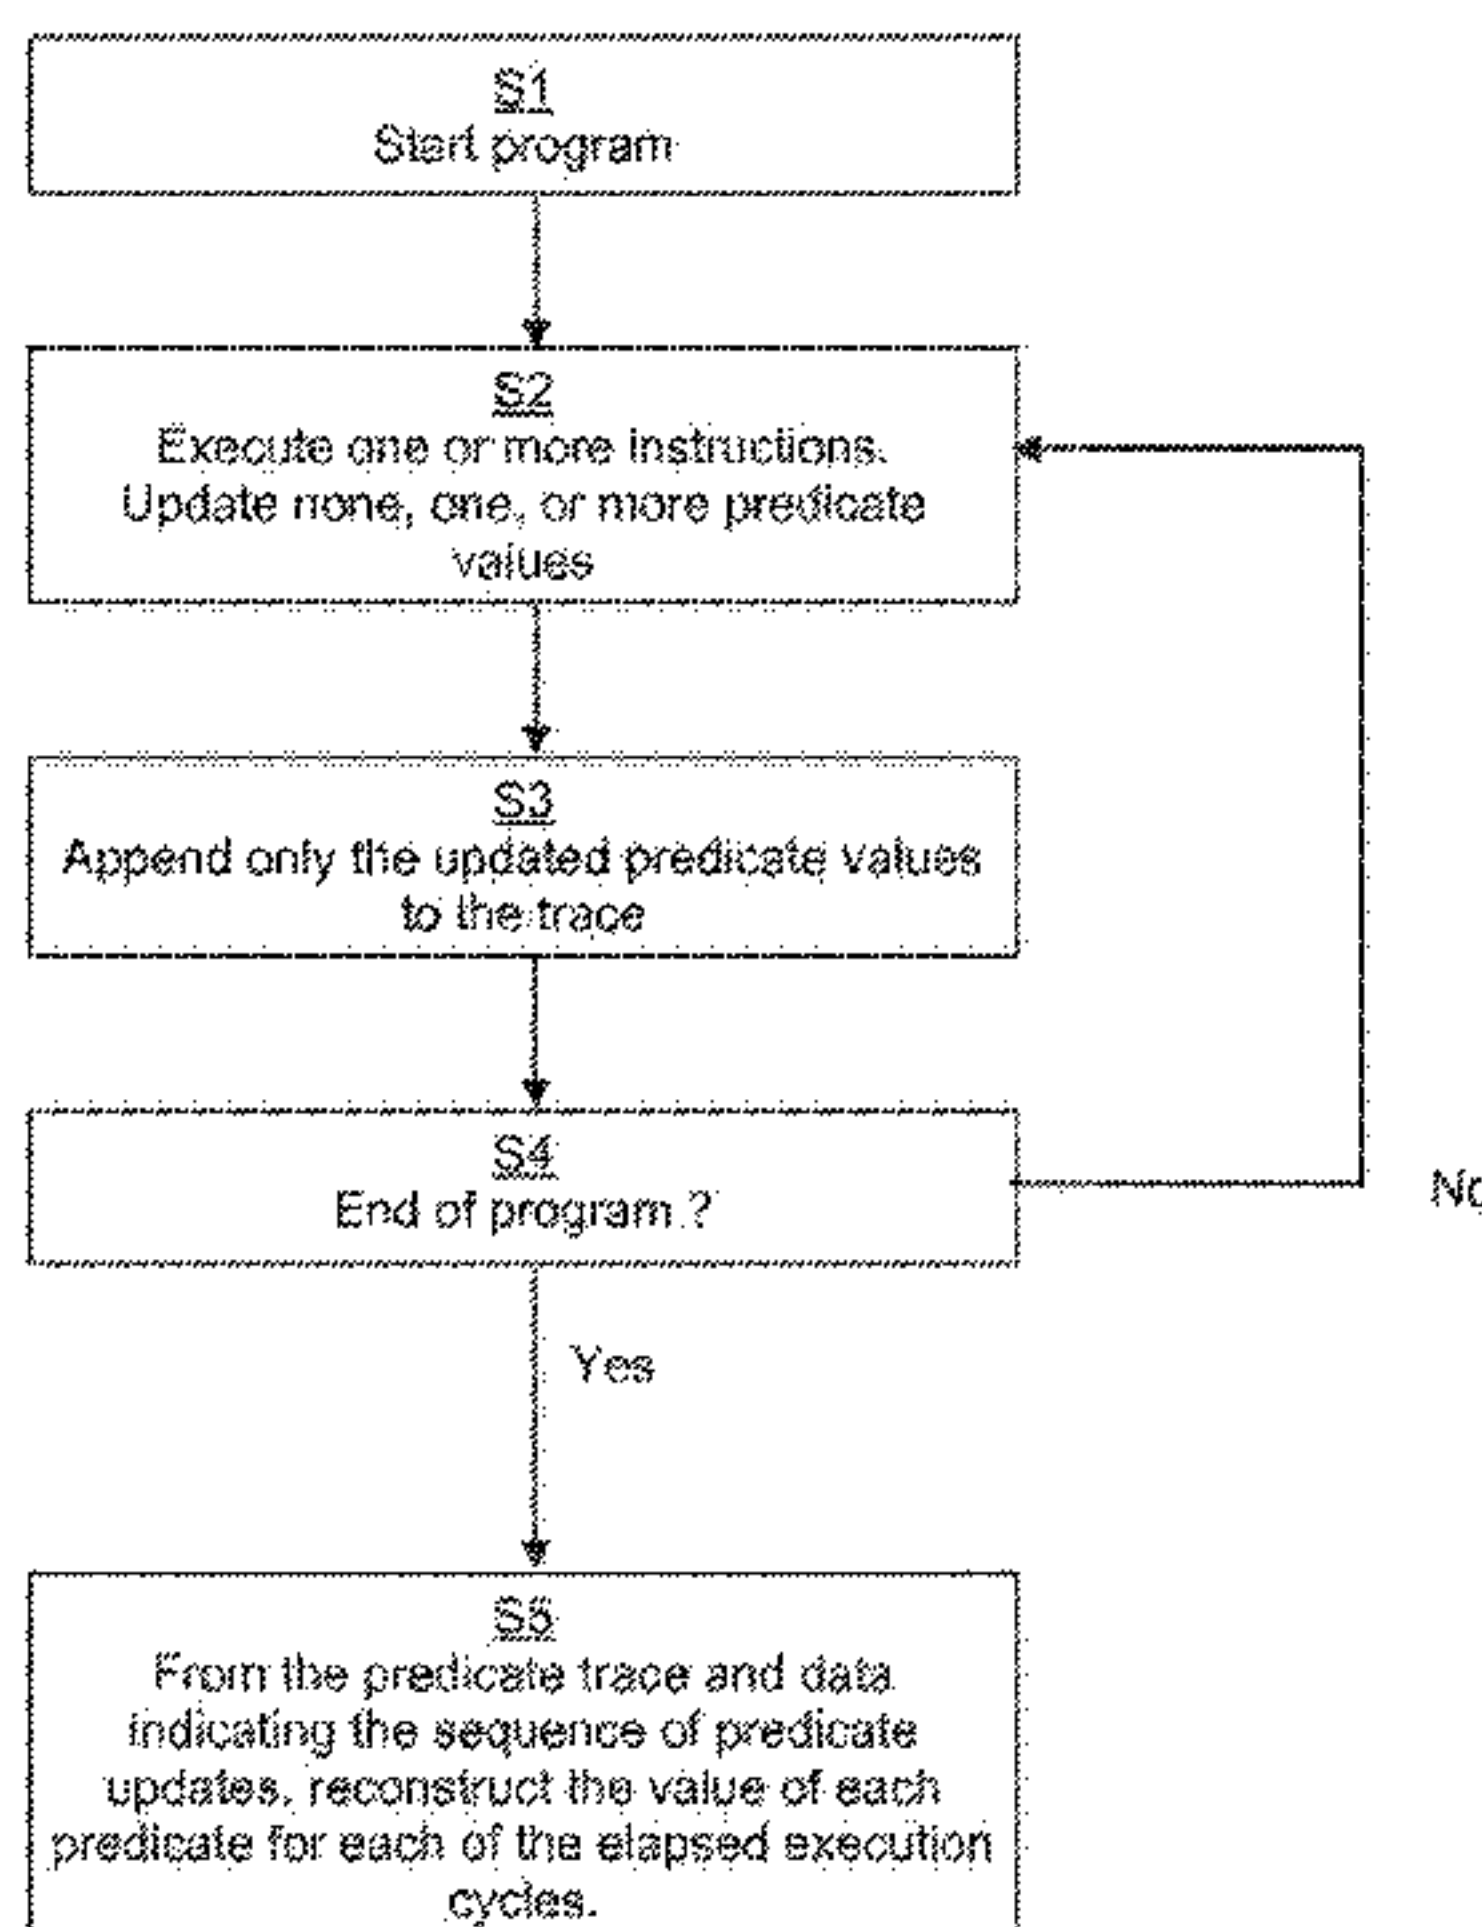 S1
Start program
S2
Execute one or more instructions.
Update none, one, or more predicate
values
S3
Append only the updated predicate values
to the trace
S4
End of program ?
No
Yes
S5
From the predicate trace and data
indicating the sequence of predicate
updates, reconstruct the value of each
predicate for each of the elapsed execution
cycles.